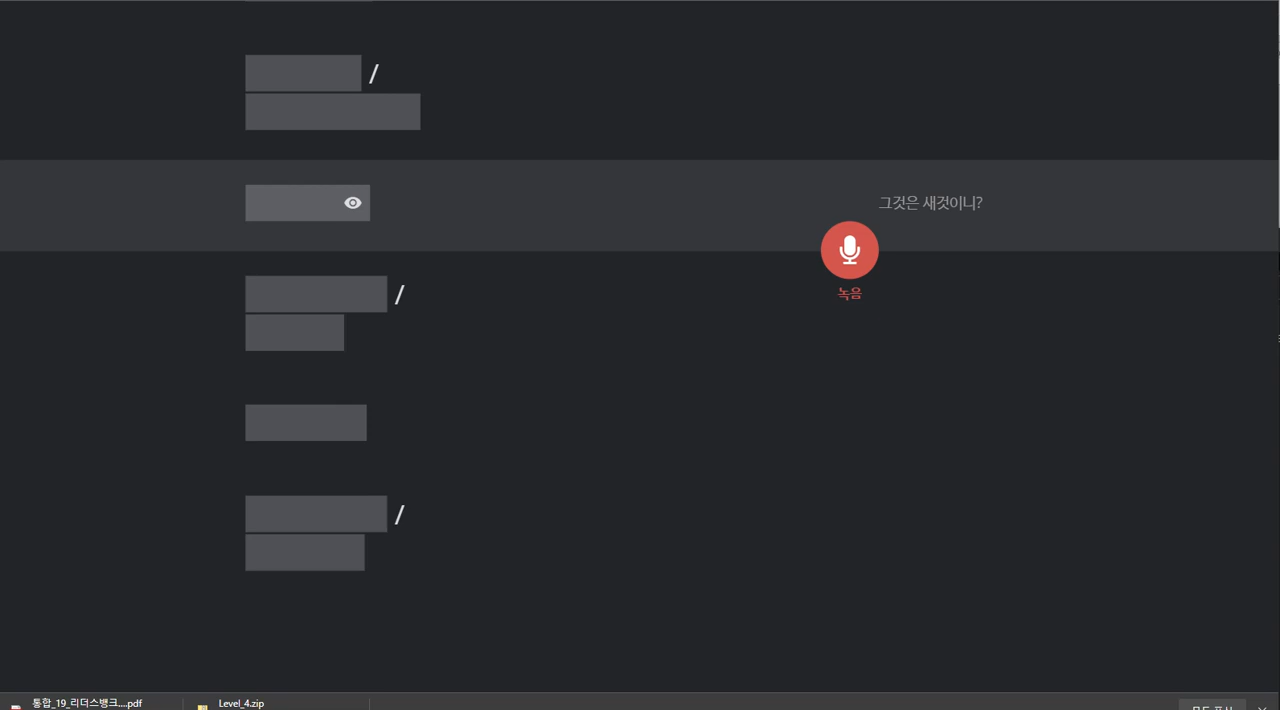 /
그것은 새것이니?
/
녹음
/
통합_19_리더스뱅크....pdf
Level_4.zip